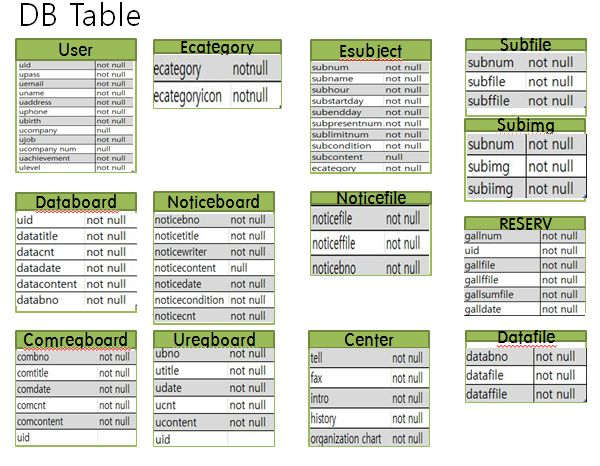 DB Table
User
uid not null
upass not null
uemail not null
uname not null
uaddress not null
uphone not null
ubirth not null
ucompany null
ujob not null
ucompany num null
uachievement not null
ulevel not null
Ecategory
ecategory notnull
ecategoryicon notnull
Esubject
subnum not null
subname not null
subhour not null
substartday not null
subendday not null
subpresentnum not null
sublimitnum not null
subcondition not null
subcontent null
ecategory not null
Subfile
subnum not null
subfile not null
subffile not null
Subimg
subnum not null
subimg not null
subiimg not null
Databoard
uid not null
datatitle not null
datacnt not null
datadate not null
datacontent not null
databno not null
Noticeboard
noticebno not null
noticetitle not null
noticewriter not null
noticecontent null
noticedate not null
noticecondition not null
noticecnt not null
Noticefile
noticefile not null
noticeffile not null
noticebno not null
RESERV
gallnum not null
uid not null
gallfile not null
gallffile not null
gallsumfile not null
galldate not null
Comregboard
combno not null
comtitle not null
comdate not null
comcnt not null
comcontent not null
uid
Uregboard
ubno not null
utitle not null
udate not null
ucnt not null
ucontent not null
uid
Center
tell not null
fax not null
intro not null
history not null
organization chart not null
Datafile
databno not null
datafile not null
dataffile not null